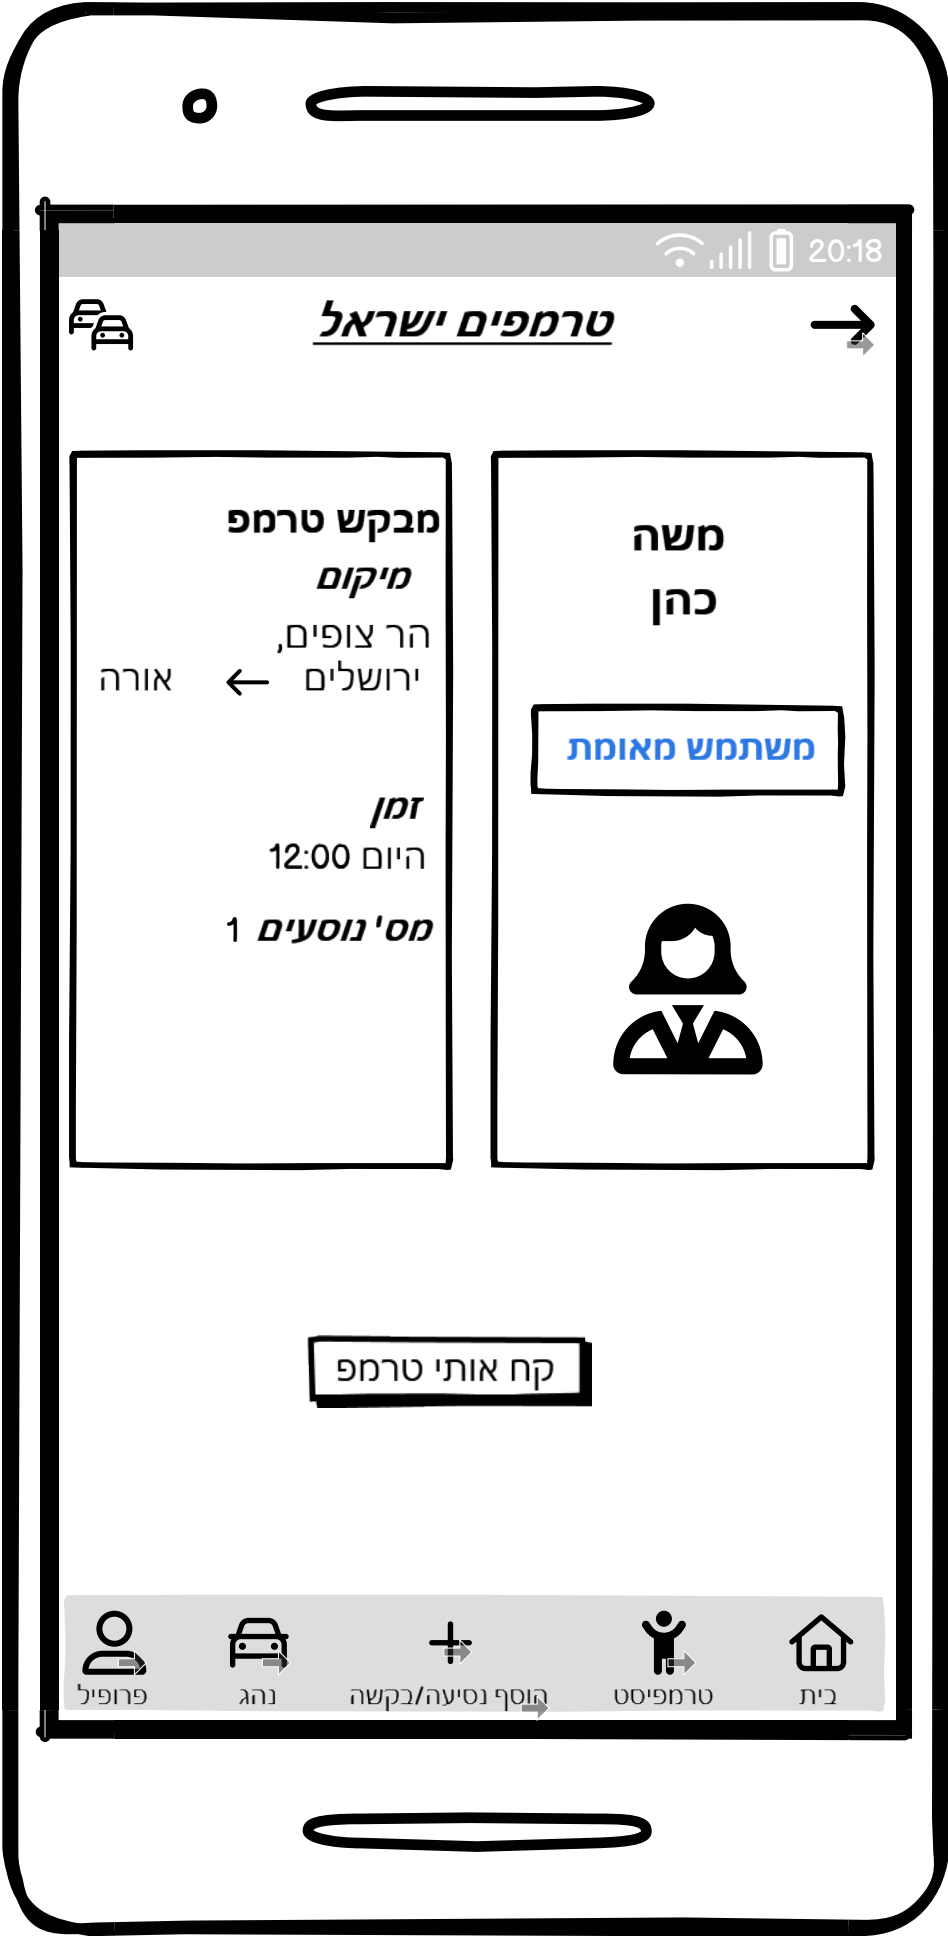 20:18
טרמפים ישראל
משה
כהן
משתמש מאומת
מבקש טרמפ
מיקום
הר צופים,
ירושלים ← אורה
זמן
היום 12:00
מס' נוסעים 1
קח אותי טרמפ
בית
טרמפיסט
הוסף נסיעה/בקשה
נהג
פרופיל